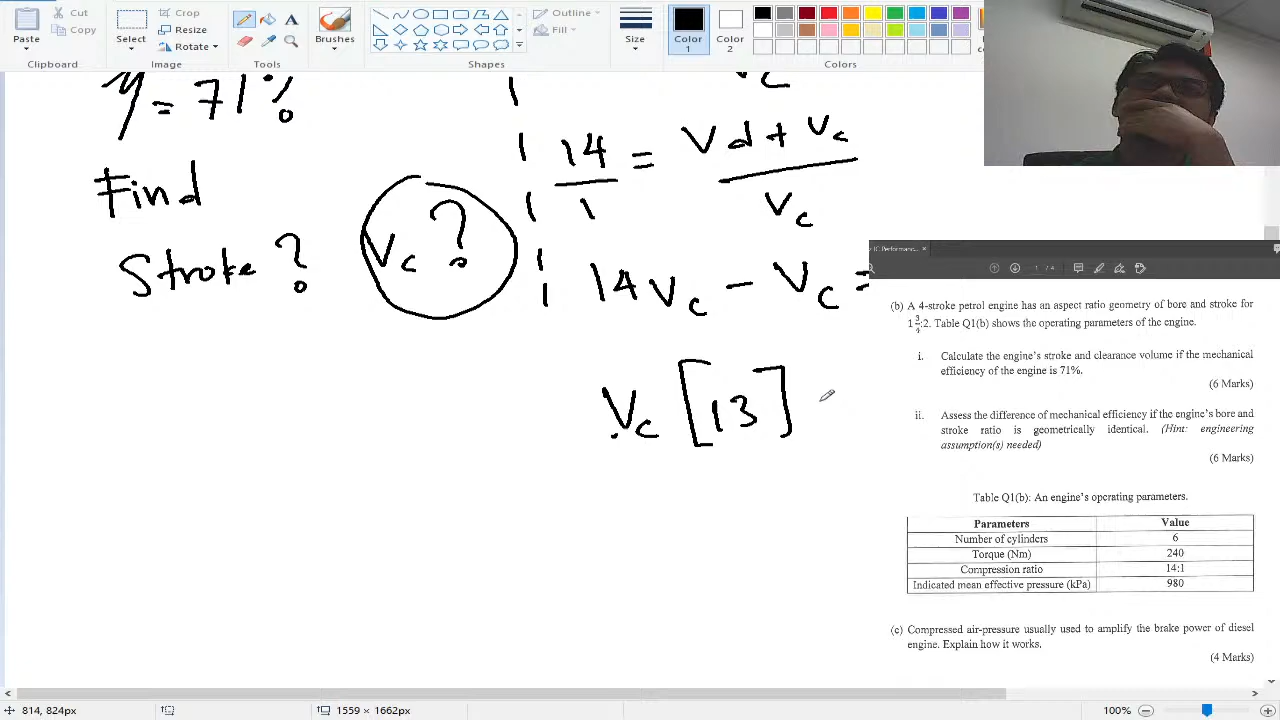 Cut
Copy
Paste
Clipboard
Select
Crop
Resize
Rotate
Image
A
Tools
Brushes
Shapes
Outline
Fill
Size
Color
1
Color
2
Colors
η = 71%
Find
Stroke?
Vc ?
Vc
14/1 = Vd + Vc / Vc
14Vc - Vc =
Vc [13]
IC Performanc...
1 / 4
(b) A 4-stroke petrol engine has an aspect ratio geometry of bore and stroke for
1 3/4:2. Table Q1(b) shows the operating parameters of the engine.
i. Calculate the engine's stroke and clearance volume if the mechanical
efficiency of the engine is 71%.
(6 Marks)
ii. Assess the difference of mechanical efficiency if the engine's bore and
stroke ratio is geometrically identical. (Hint: engineering
assumption(s) needed)
(6 Marks)
Table Q1(b): An engine's operating parameters.
Parameters Value
Number of cylinders 6
Torque (Nm) 240
Compression ratio 14:1
Indicated mean effective pressure (kPa) 980
(c) Compressed air-pressure usually used to amplify the brake power of diesel
engine. Explain how it works.
(4 Marks)
814, 824px
1559 × 1662px
100%